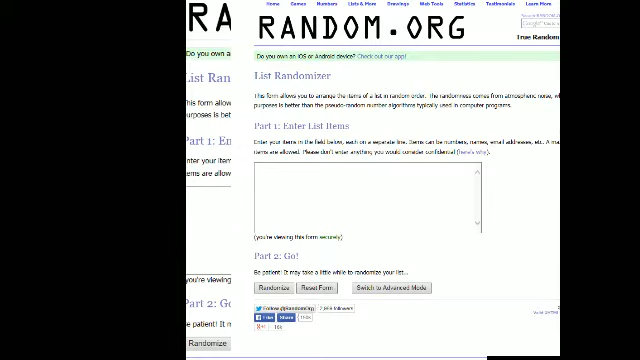 Home Games Numbers Lists & More Drawings Web Tools Statistics Testimonials Learn More
RANDOM.ORG
True Random
Do you own an iOS or Android device? Check out our app!
List Randomizer
This form allows you to arrange the items of a list in random order. The randomness comes from atmospheric noise,
purposes is better than the pseudo-random number algorithms typically used in computer programs.
Part 1: Enter List Items
Enter your items in the field below, each on a separate line. Items can be numbers, names, email addresses, etc. A
items are allowed. Please don't enter anything you would consider confidential (here's why).
(you're viewing this form securely)
Part 2: Go!
Be patient! It may take a little while to randomize your list...
Randomize Reset Form Switch to Advanced Mode
Follow @RandomOrg followers
Like Share
RA
Do you own a
List Ran
This form allow
purposes is bet
Part 1: En
Enter your item
items are allow
(you're viewing
Part 2: Go
Be patient! It m
Randomize